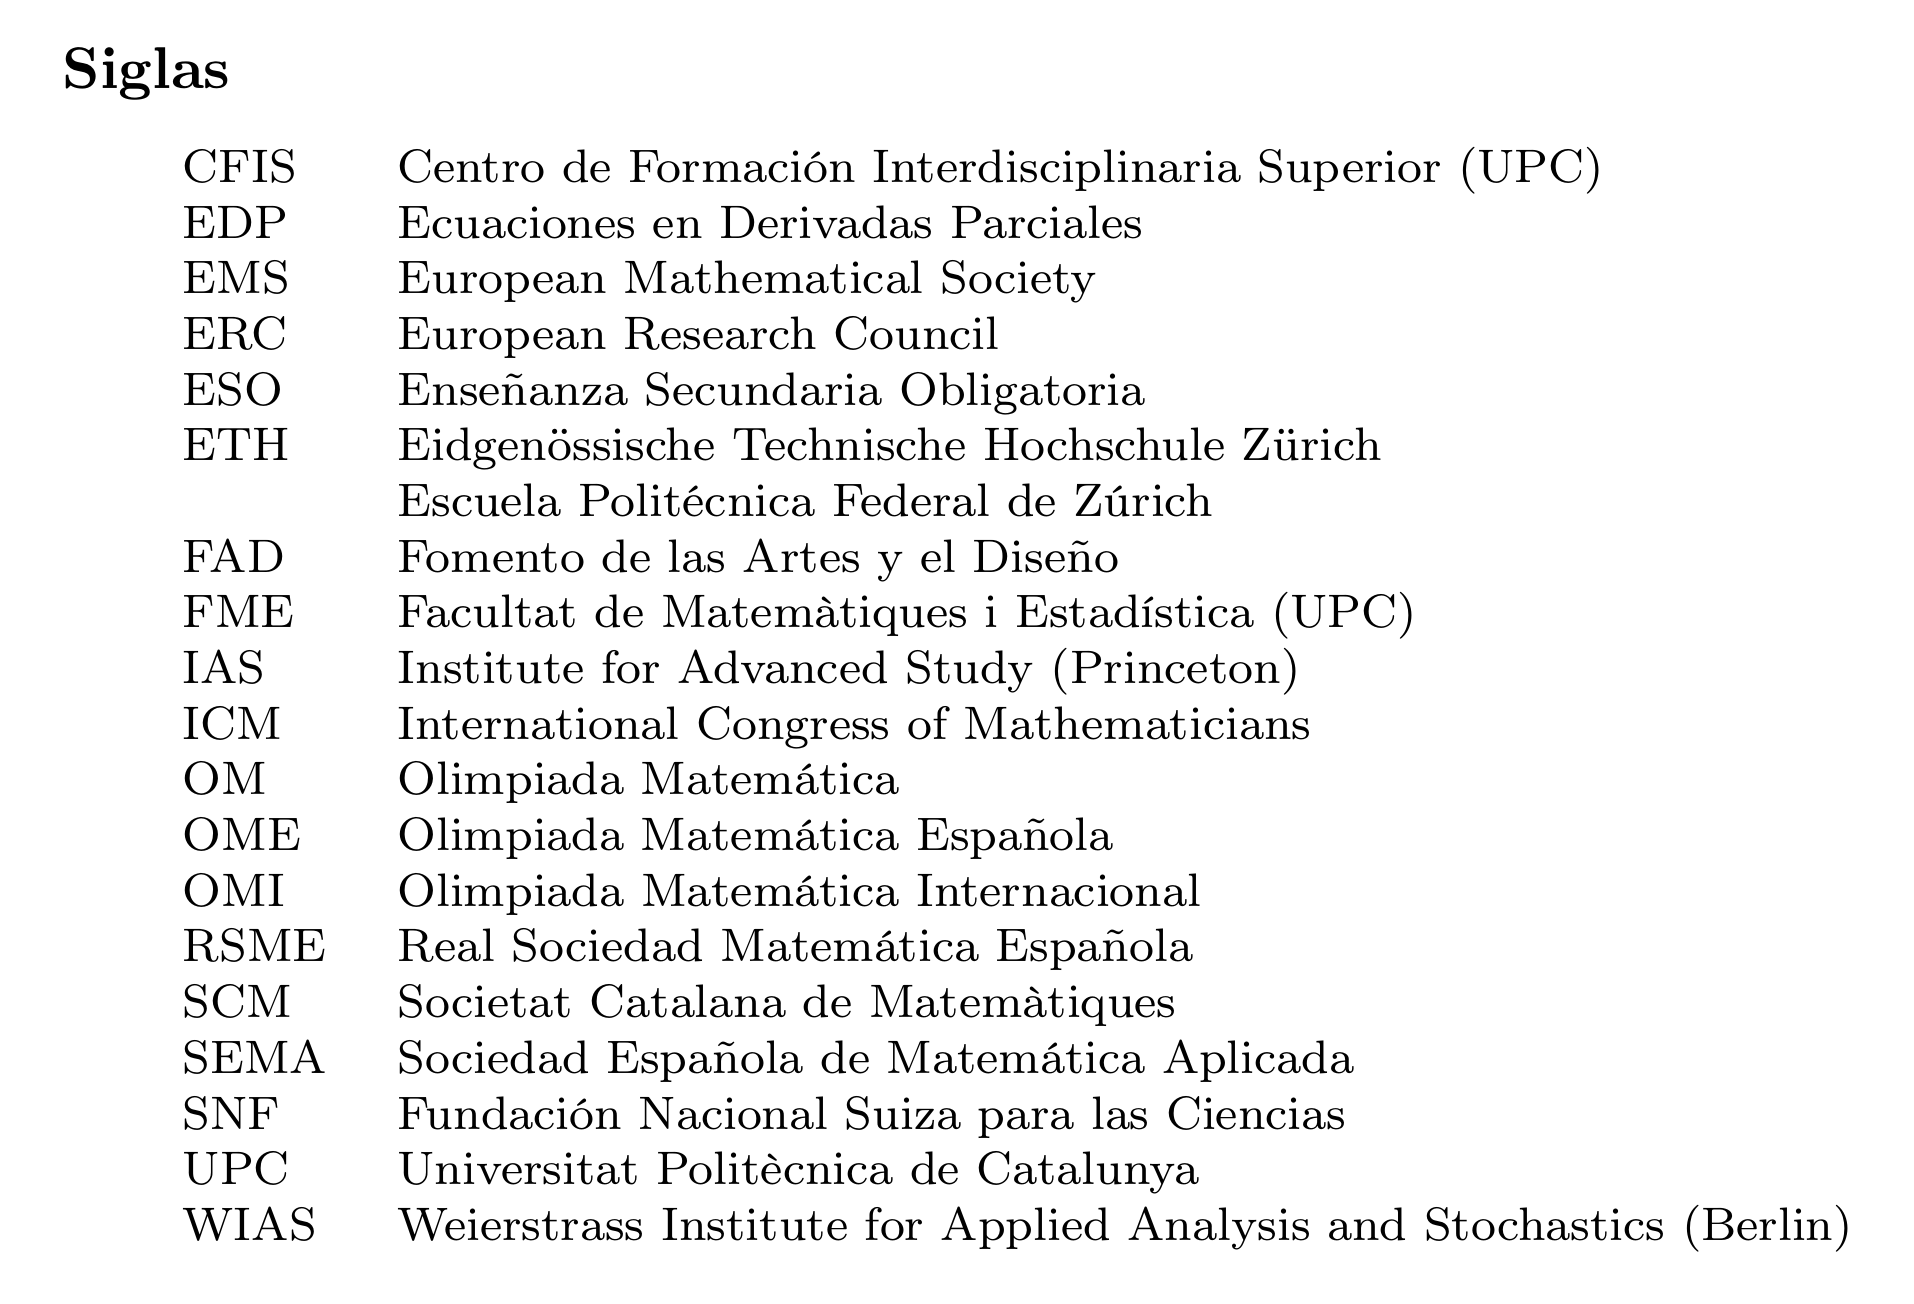 Siglas
CFIS Centro de Formación Interdisciplinaria Superior (UPC)
EDP Ecuaciones en Derivadas Parciales
EMS European Mathematical Society
ERC European Research Council
ESO Enseñanza Secundaria Obligatoria
ETH Eidgenössische Technische Hochschule Zürich
Escuela Politécnica Federal de Zúrich
FAD Fomento de las Artes y el Diseño
FME Facultat de Matemàtiques i Estadística (UPC)
IAS Institute for Advanced Study (Princeton)
ICM International Congress of Mathematicians
OM Olimpiada Matemática
OME Olimpiada Matemática Española
OMI Olimpiada Matemática Internacional
RSME Real Sociedad Matemática Española
SCM Societat Catalana de Matemàtiques
SEMA Sociedad Española de Matemática Aplicada
SNF Fundación Nacional Suiza para las Ciencias
UPC Universitat Politècnica de Catalunya
WIAS Weierstrass Institute for Applied Analysis and Stochastics (Berlin)